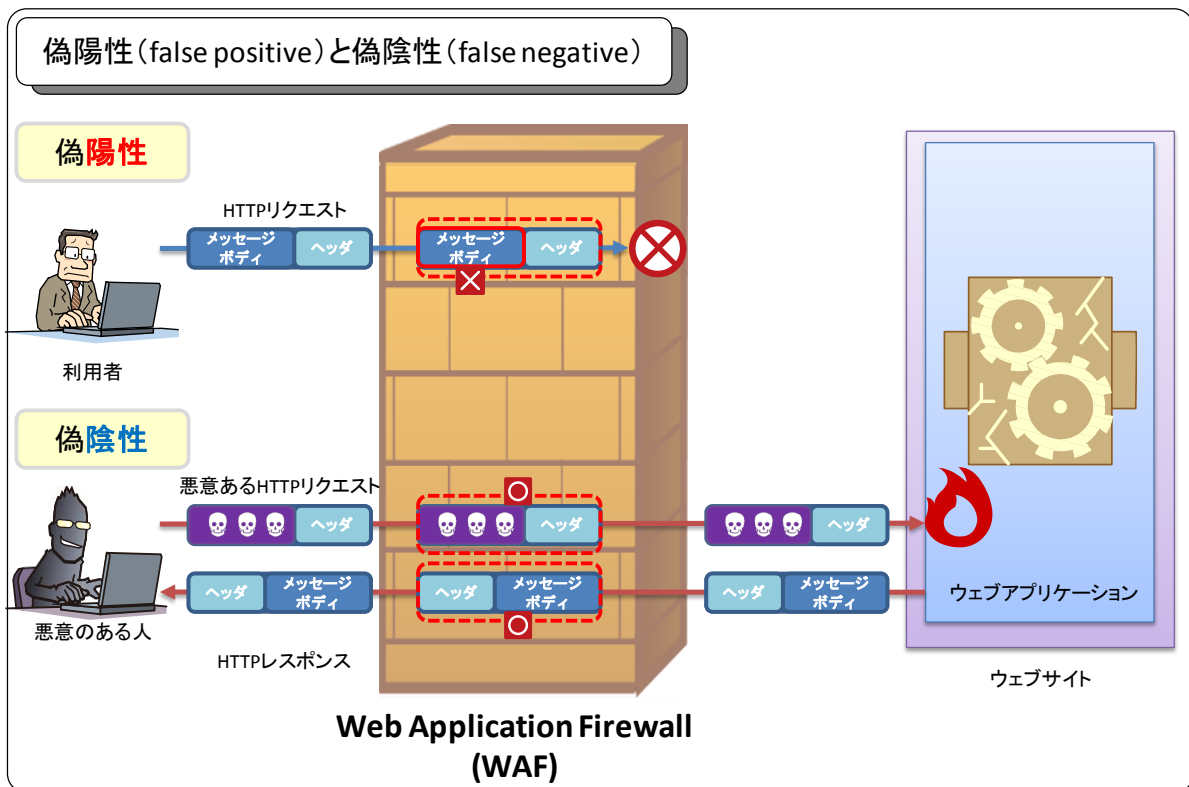 偽陽性(false positive)と偽陰性(false negative)
偽陽性
HTTPリクエスト
メッセージ
ボディ
ヘッダ
メッセージ
ボディ
ヘッダ
利用者
偽陰性
悪意あるHTTPリクエスト
ヘッダ
ヘッダ
ヘッダ
ヘッダ
メッセージ
ボディ
ヘッダ
メッセージ
ボディ
ヘッダ
メッセージ
ボディ
悪意のある人
HTTPレスポンス
ウェブアプリケーション
ウェブサイト
Web Application Firewall
(WAF)